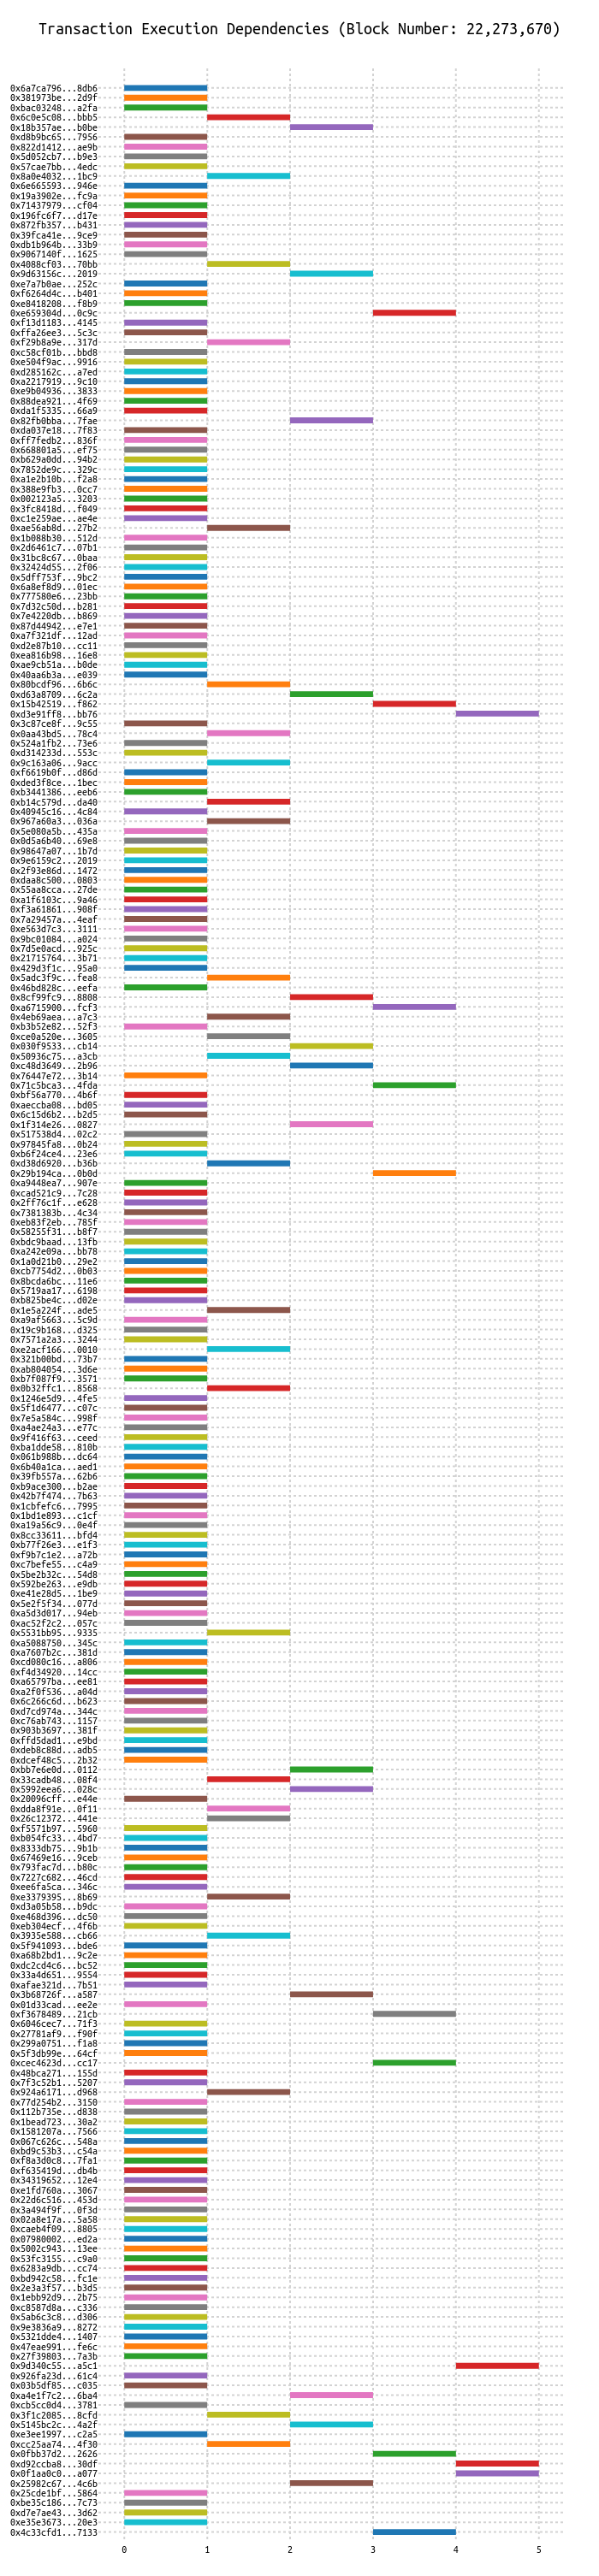 Transaction Execution Dependencies (Block Number: 22,273,670)
0x6a7ca796...8db6
0x381973be...2d9f
0xbac03248...a2fa
0x6c0e5c08...bbb5
0x18b357ae...b0be
0xd8b9bc65...7956
0x822d1412...ae9b
0x5d052cb7...b9e3
0x57cae7bb...4edc
0x8a0e4032...1bc9
0x6e665593...946e
0x19a3902e...fc9a
0x71437979...cf04
0x196fc6f7...d17e
0x872fb357...b431
0x39fca41e...9ce9
0xdb1b964b...33b9
0x9067140f...1625
0x4088cf03...70bb
0x9d63156c...2019
0xe7a7b0ae...252c
0xf6264d4c...b401
0xe8418208...f8b9
0xe659304d...0c9c
0xf13d1183...4145
0xffa26ee3...5c3c
0xf29b8a9e...317d
0xc58cf01b...bbd8
0xe504f9ac...9916
0xd285162c...a7ed
0xa2217919...9c10
0xe9b04936...3833
0x88dea921...4f69
0xda1f5335...66a9
0x82fb0bba...7fae
0xda037e18...7f83
0xff7fedb2...836f
0x668801a5...ef75
0xb629a0dd...94b2
0x7852de9c...329c
0xa1e2b10b...f2a8
0x388e9fb3...0cc7
0x002123a5...3203
0x3fc8418d...f049
0xc1e259ae...ae4e
0xae56ab8d...27b2
0x1b088b30...512d
0x2d6461c7...07b1
0x31bc8c67...0baa
0x32424d55...2f06
0x5dff753f...9bc2
0x6a8ef8d9...01ec
0x777580e6...23bb
0x7d32c50d...b281
0x7e4220db...b869
0x87d44942...e7e1
0xa7f321df...12ad
0xd2e87b10...cc11
0xea816b98...16e8
0xae9cb51a...b0de
0x40aa6b3a...e039
0x80bcdf96...6b6c
0xd63a8709...6c2a
0x15b42519...f862
0xd3e91ff8...bb76
0x3c87ce8f...9c55
0x0aa43bd5...78c4
0x524a1fb2...73e6
0xd314233d...553c
0x9c163a06...9acc
0xf6619b0f...d86d
0xded3f8ce...1bec
0xb3441386...eeb6
0xb14c579d...da40
0x40945c16...4c84
0x967a60a3...036a
0x5e080a5b...435a
0x0d5a6b40...69e8
0x98647a07...1b7d
0x9e6159c2...2019
0x2f93e86d...1472
0xdaa8c500...0803
0x55aa8cca...27de
0xa1f6103c...9a46
0xf3a61861...908f
0x7a29457a...4eaf
0xe563d7c3...3111
0x9bc01084...a024
0x7d5e0acd...925c
0x21715764...3b71
0x429d3f1c...95a0
0x5adc3f9c...fea8
0x46bd828c...eefa
0x8cf99fc9...8808
0xa6715900...fcf3
0x4eb69aea...a7c3
0xb3b52e82...52f3
0xce0a520e...3605
0x030f9533...cb14
0x50936c75...a3cb
0xc48d3649...2b96
0x76447e72...3b14
0x71c5bca3...4fda
0xbf56a770...4b6f
0xaeccba08...bd05
0x6c15d6b2...b2d5
0x1f314e26...0827
0x517538d4...02c2
0x97845fa8...0b24
0xb6f24ce4...23e6
0xd38d6920...b36b
0x29b194ca...0b0d
0xa9448ea7...907e
0xcad521c9...7c28
0x2ff76c1f...e628
0x7381383b...4c34
0xeb83f2eb...785f
0x58255f31...b8f7
0xbdc9baad...13fb
0xa242e09a...bb78
0x1a0d21b0...29e2
0xcb7754d2...0b03
0x8bcda6bc...11e6
0x5719aa17...6198
0xb825be4c...d02e
0x1e5a224f...ade5
0xa9af5663...5c9d
0x19c9b168...d325
0x7571a2a3...3244
0xe2acf166...0010
0x321b00bd...73b7
0xab804054...3d6e
0xb7f087f9...3571
0x0b32ffc1...8568
0x1246e5d9...4fe5
0x5f1d6477...c07c
0x7e5a584c...998f
0xa4ae24a3...e77c
0x9f416f63...ceed
0xba1dde58...810b
0x061b988b...dc64
0x6b40a1ca...aed1
0x39fb557a...62b6
0xb9ace300...b2ae
0x42b7f474...7b63
0x1cbfefc6...7995
0x1bd1e893...c1cf
0xa19a56c9...0e4f
0x8cc33611...bfd4
0xb77f26e3...e1f3
0xf9b7c1e2...a72b
0xc7befe55...c4a9
0x5be2b32c...54d8
0x592be263...e9db
0xe41e28d5...1be9
0x5e2f5f34...077d
0xa5d3d017...94eb
0xac52f2c2...057c
0x5531bb95...9335
0xa5088750...345c
0xa7607b2c...381d
0xcd080c16...a806
0xf4d34920...14cc
0xa65797ba...ee81
0xa2f0f536...a04d
0x6c266c6d...b623
0xd7cd974a...344c
0xc76ab743...1157
0x903b3697...381f
0xffd5dad1...e9bd
0xdeb8c88d...adb5
0xdcef48c5...2b32
0xbb7e6e0d...0112
0x33cadb48...08f4
0x5992eea6...028c
0x20096cff...e44e
0xdda8f91e...0f11
0x26c12372...441e
0xf5571b97...5960
0xb054fc33...4bd7
0x8333db75...9b1b
0x67469e16...9ceb
0x793fac7d...b80c
0x7227c682...46cd
0xee6fa5ca...346c
0xe3379395...8b69
0xd3a05b58...b9dc
0xe468d396...dc50
0xeb304ecf...4f6b
0x3935e588...cb66
0x5f941093...bde6
0xa68b2bd1...9c2e
0xdc2cd4c6...bc52
0x33a4d651...9554
0xafae321d...7b51
0x3b68726f...a587
0x01d33cad...ee2e
0xf3678489...21cb
0x6046cec7...71f3
0x27781af9...f90f
0x299a0751...f1a8
0x5f3db99e...64cf
0xcec4623d...cc17
0x48bca271...155d
0x7f3c52b1...5207
0x924a6171...d968
0x77d254b2...3150
0x112b735e...d838
0x1bead723...30a2
0x1581207a...7566
0x067c626c...548a
0xbd9c53b3...c54a
0xf8a3d0c8...7fa1
0xf635419d...db4b
0x34319652...12e4
0xe1fd760a...3067
0x22d6c516...453d
0x3a494f9f...0f3d
0x02a8e17a...5a58
0xcaeb4f09...8805
0x07980002...ed2a
0x5002c943...13ee
0x53fc3155...c9a0
0x6283a9db...cc74
0xbd942c58...fc1e
0x2e3a3f57...b3d5
0x1ebb92d9...2b75
0xc8587d8a...c336
0x5ab6c3c8...d306
0x9e3836a9...8272
0x5321dde4...1407
0x47eae991...fe6c
0x27f39803...7a3b
0x9d340c55...a5c1
0x926fa23d...61c4
0x03b5df85...c035
0xa4e1f7c2...6ba4
0xcb5cc0d4...3781
0x3f1c2085...8cfd
0x5145bc2c...4a2f
0xe3ee1997...c2a5
0xcc25aa74...4f30
0x0fbb37d2...2626
0xd92ccba8...30df
0x0f1aa0c0...a077
0x25982c67...4c6b
0x25cde1bf...5864
0xbe35c186...7c73
0xd7e7ae43...3d62
0xe35e3673...20e3
0x4c33cfd1...7133
0 1 2 3 4 5